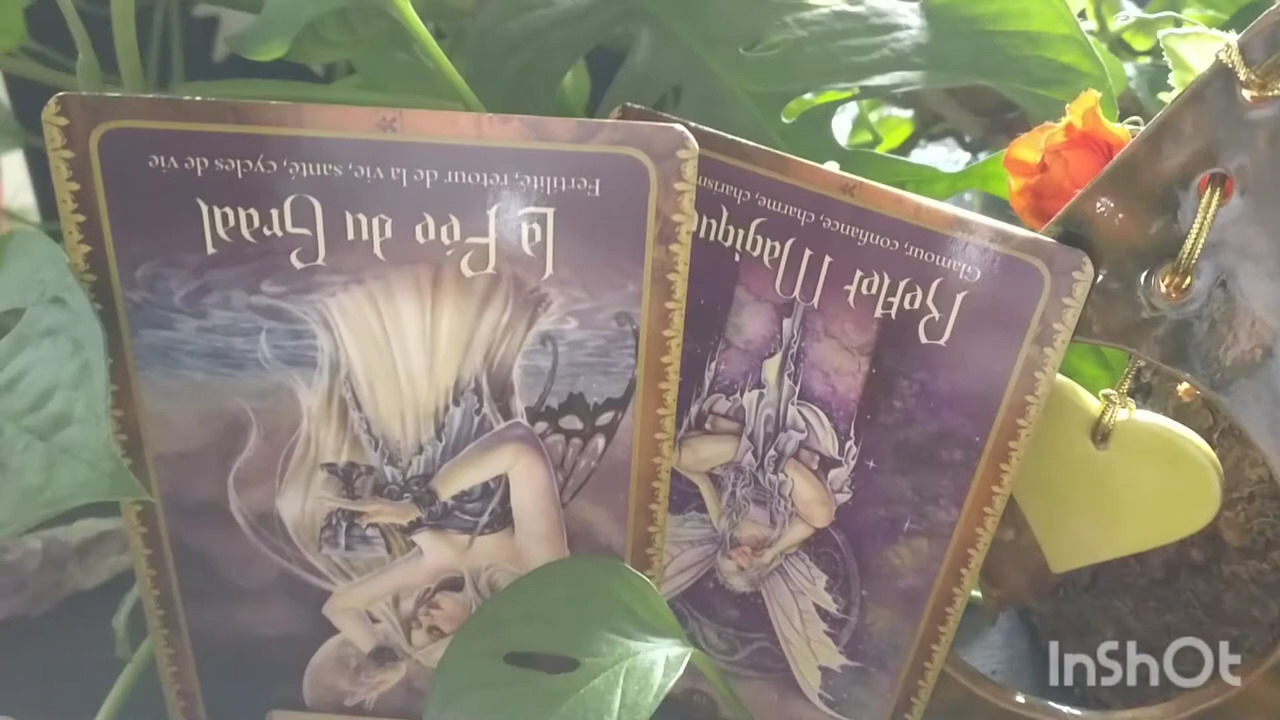 La Fée du Graal
Fertilité, retour de la vie, santé, cycles de vie
Reflet Magique
Glamour, confiance, charme,
InShOt